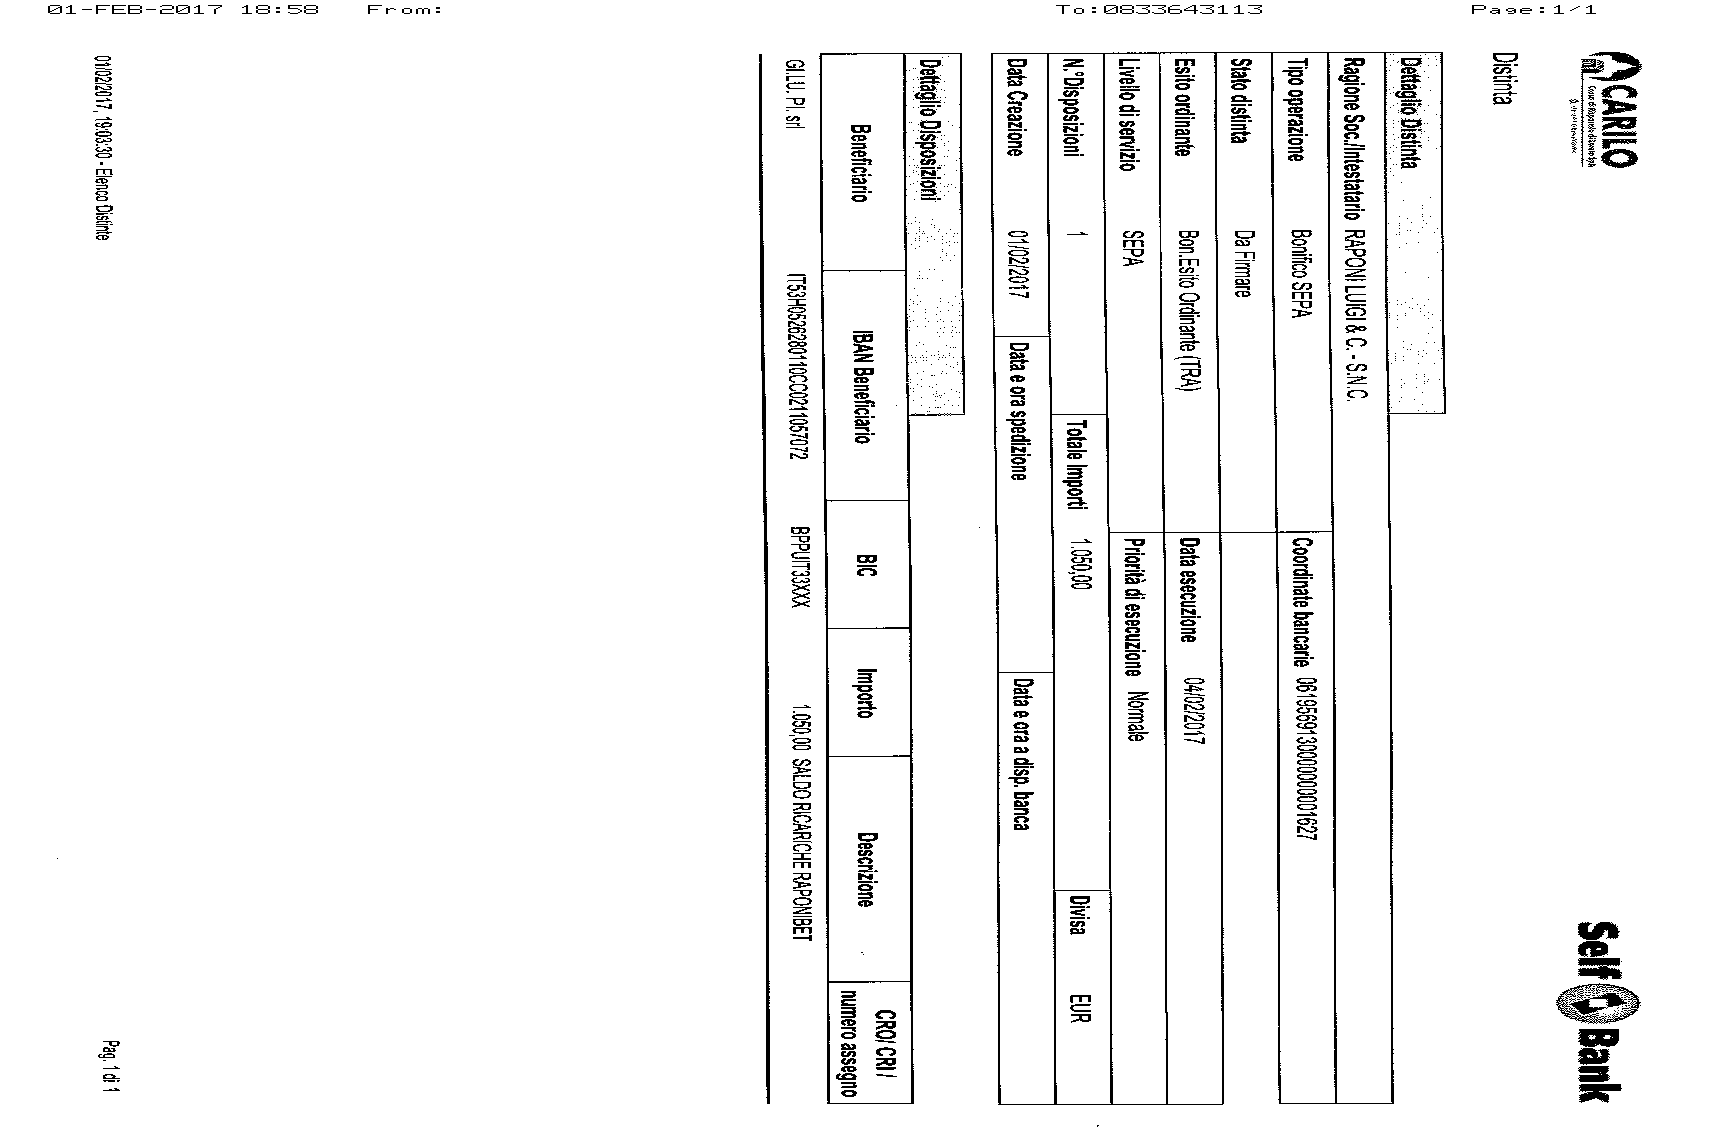 01-FEB-2017 18:58 From: To:0833643113 Page:1/1
CARILO
Cassa di Risparmio di Loreto SpA
Self Bank
Distinta
Dettaglio Distinta
Ragione Soc./Intestatario RAPONI LUIGI & C. - S.N.C.
Tipo operazione Bonifico SEPA Coordinate bancarie 0619569130000000001627
Stato distinta Da Firmare
Esito ordinante Bon.Esito Ordinante (TRA) Data esecuzione 04/02/2017
Livello di servizio SEPA Priorità di esecuzione Normale
N.°Disposizioni 1 Totale Importi 1.050,00 Divisa EUR
Data Creazione 01/02/2017 Data e ora spedizione Data e ora a disp. banca
Dettaglio Disposizioni
Beneficiario IBAN Beneficiario BIC Importo Descrizione CRO/ CRI /
numero assegno
GI.LU. PI. srl IT53H0526280110CC0211057072 BPPUIT33XXX 1.050,00 SALDO RICARICHE RAPONIBET
01/02/2017, 19:03:30 - Elenco Distinte Pag. 1 di 1